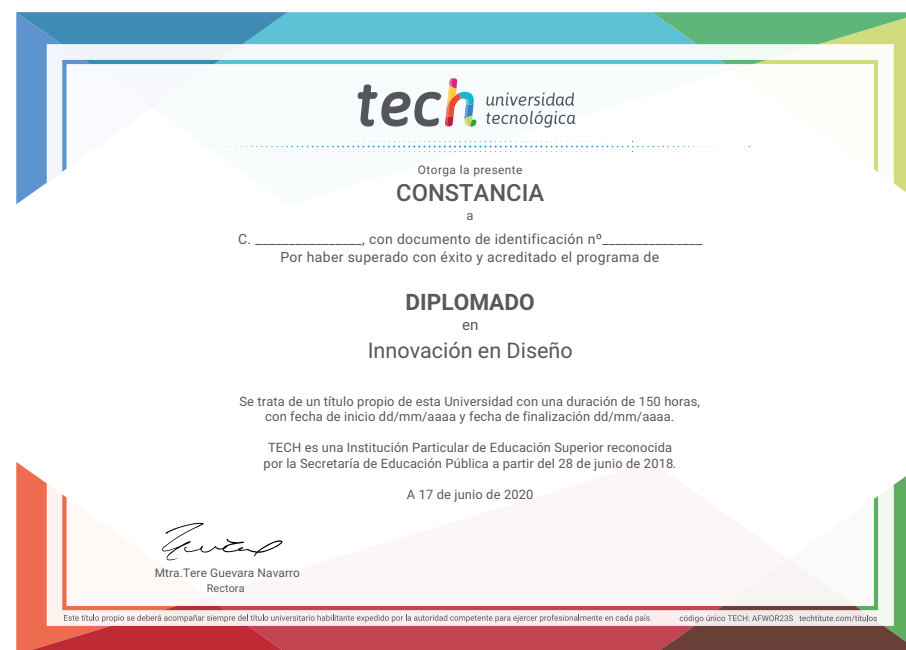 tech universidad
tecnológica
Otorga la presente
CONSTANCIA
a
C. ________________, con documento de identificación nº_______________
Por haber superado con éxito y acreditado el programa de
DIPLOMADO
en
Innovación en Diseño
Se trata de un título propio de esta Universidad con una duración de 150 horas,
con fecha de inicio dd/mm/aaaa y fecha de finalización dd/mm/aaaa.
TECH es una Institución Particular de Educación Superior reconocida
por la Secretaría de Educación Pública a partir del 28 de junio de 2018.
A 17 de junio de 2020
Mtra.Tere Guevara Navarro
Rectora
Este título propio se deberá acompañar siempre del título universitario habilitante expedido por la autoridad competente para ejercer profesionalmente en cada país. código único TECH: AFWOR23S techtitute.com/titulos